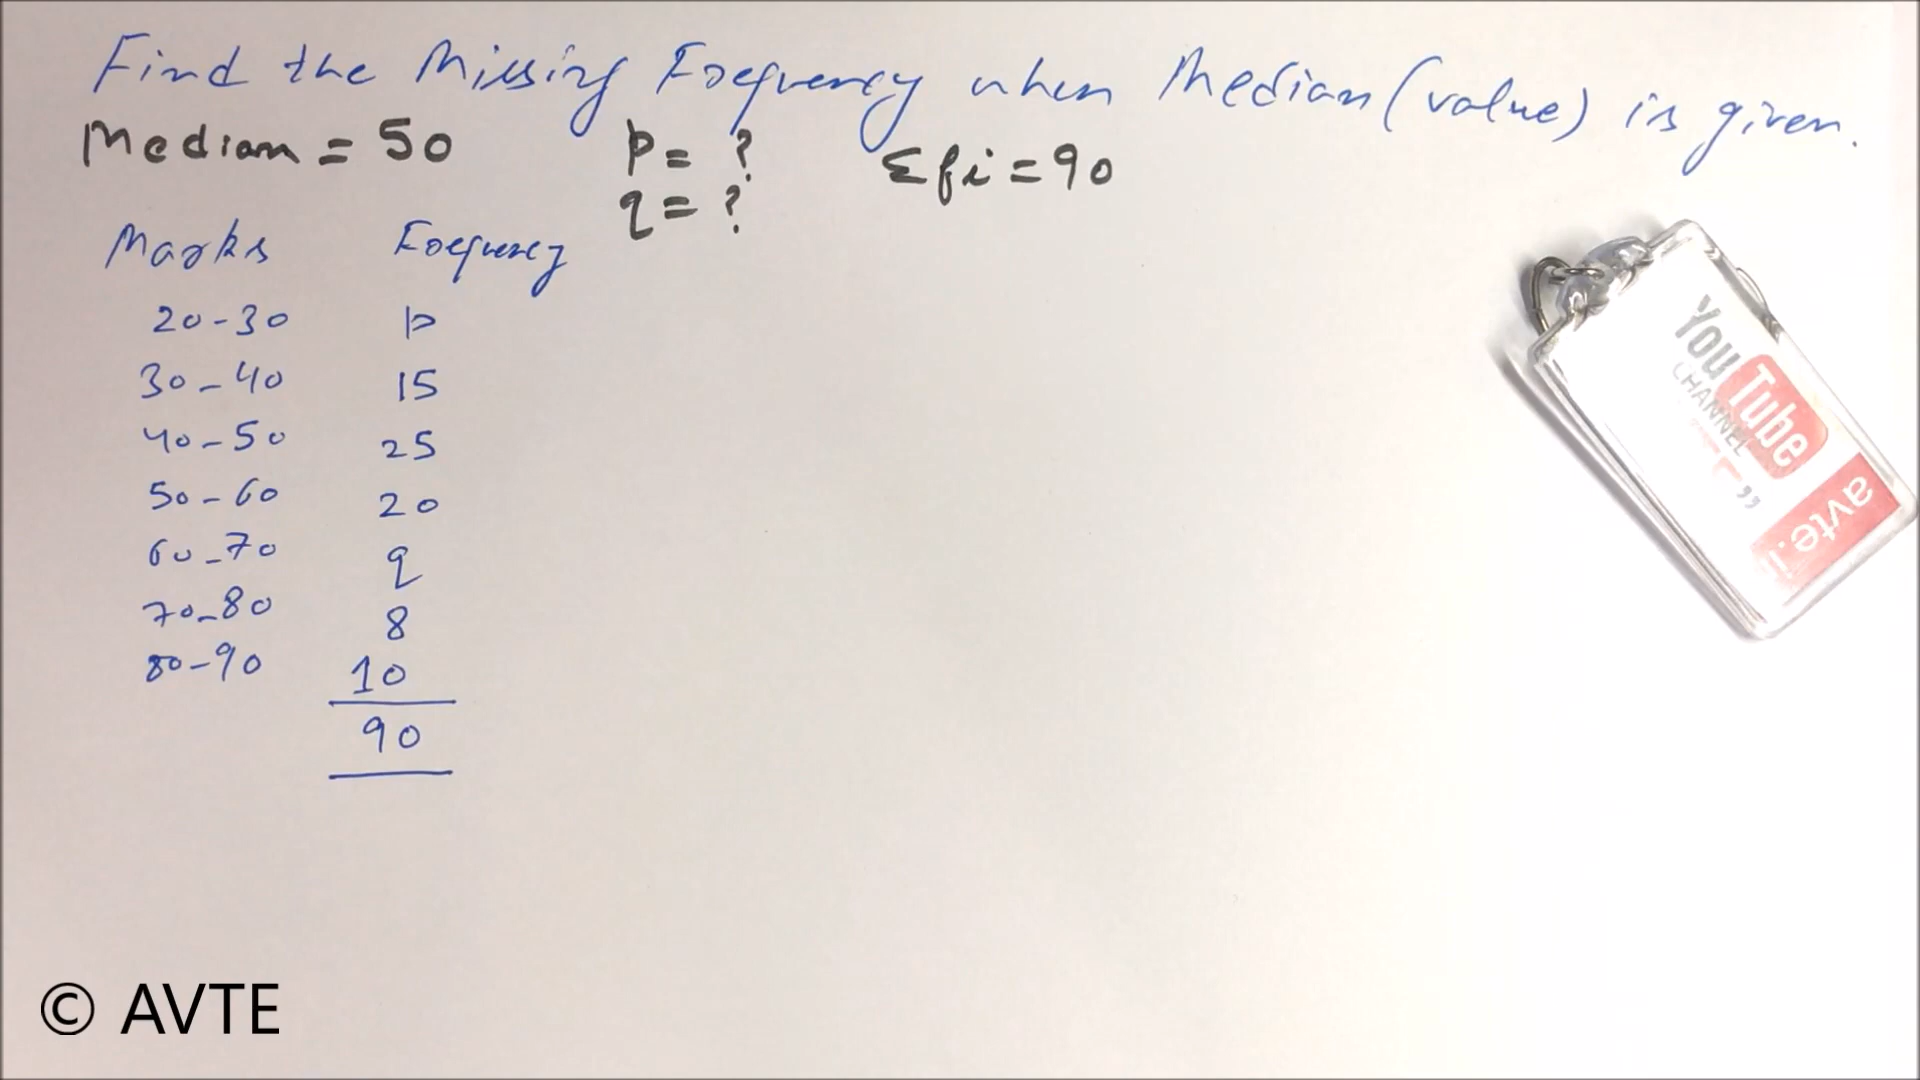 Find the Missing Frequency when Median (value) is given.
Median = 50 p = ? Σfi = 90
q = ?
Marks Frequency
20-30 p
30-40 15
40-50 25
50-60 20
60-70 q
70-80 8
80-90 10
90
YouTube
CHANNEL
avte.i
© AVTE